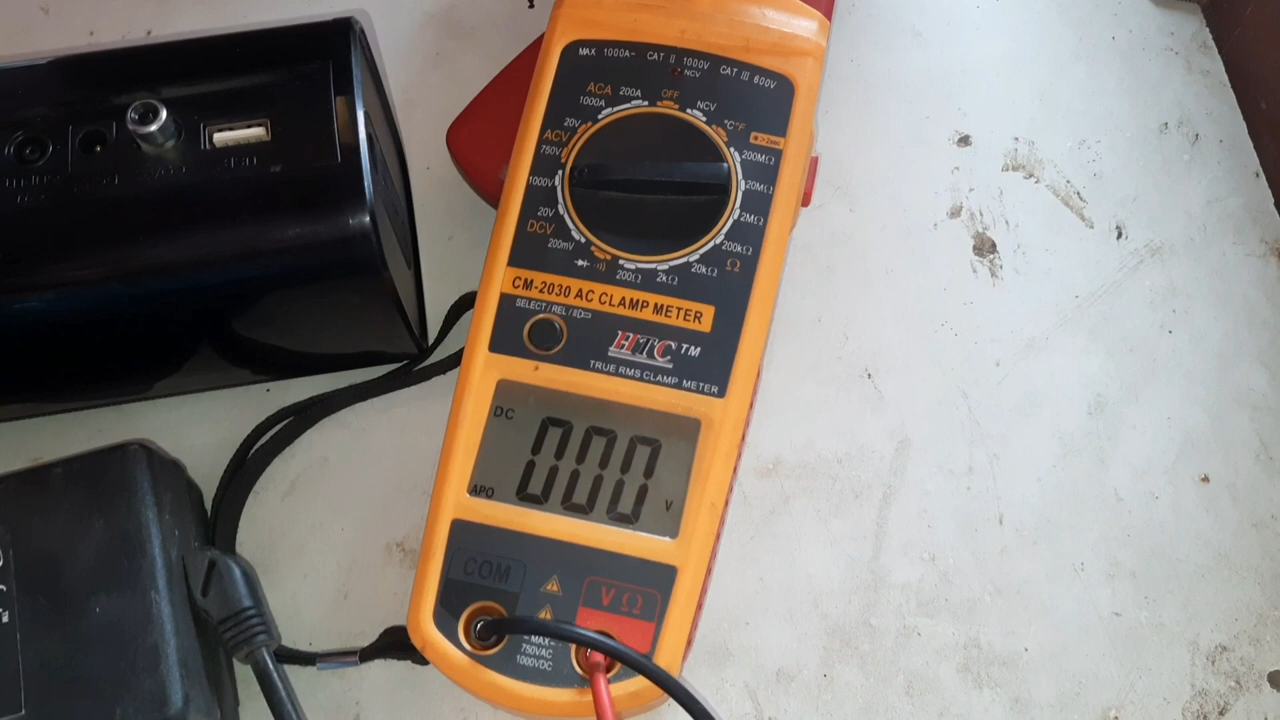 MAX 1000A~ CAT II 1000V CAT III 600V
NCV
ACA 200A OFF NCV
1000A
°C°F
20V
ACV
750V
☀>2sec
200MΩ
1000V
20MΩ
20V
2MΩ
DCV
200mV
200kΩ
Ω
200Ω 2kΩ 20kΩ
CM-2030 AC CLAMP METER
SELECT / REL /
HTC TM
TRUE RMS CLAMP METER
DC
000
APO
V
COM
V Ω
MAX
750VAC
1000VDC